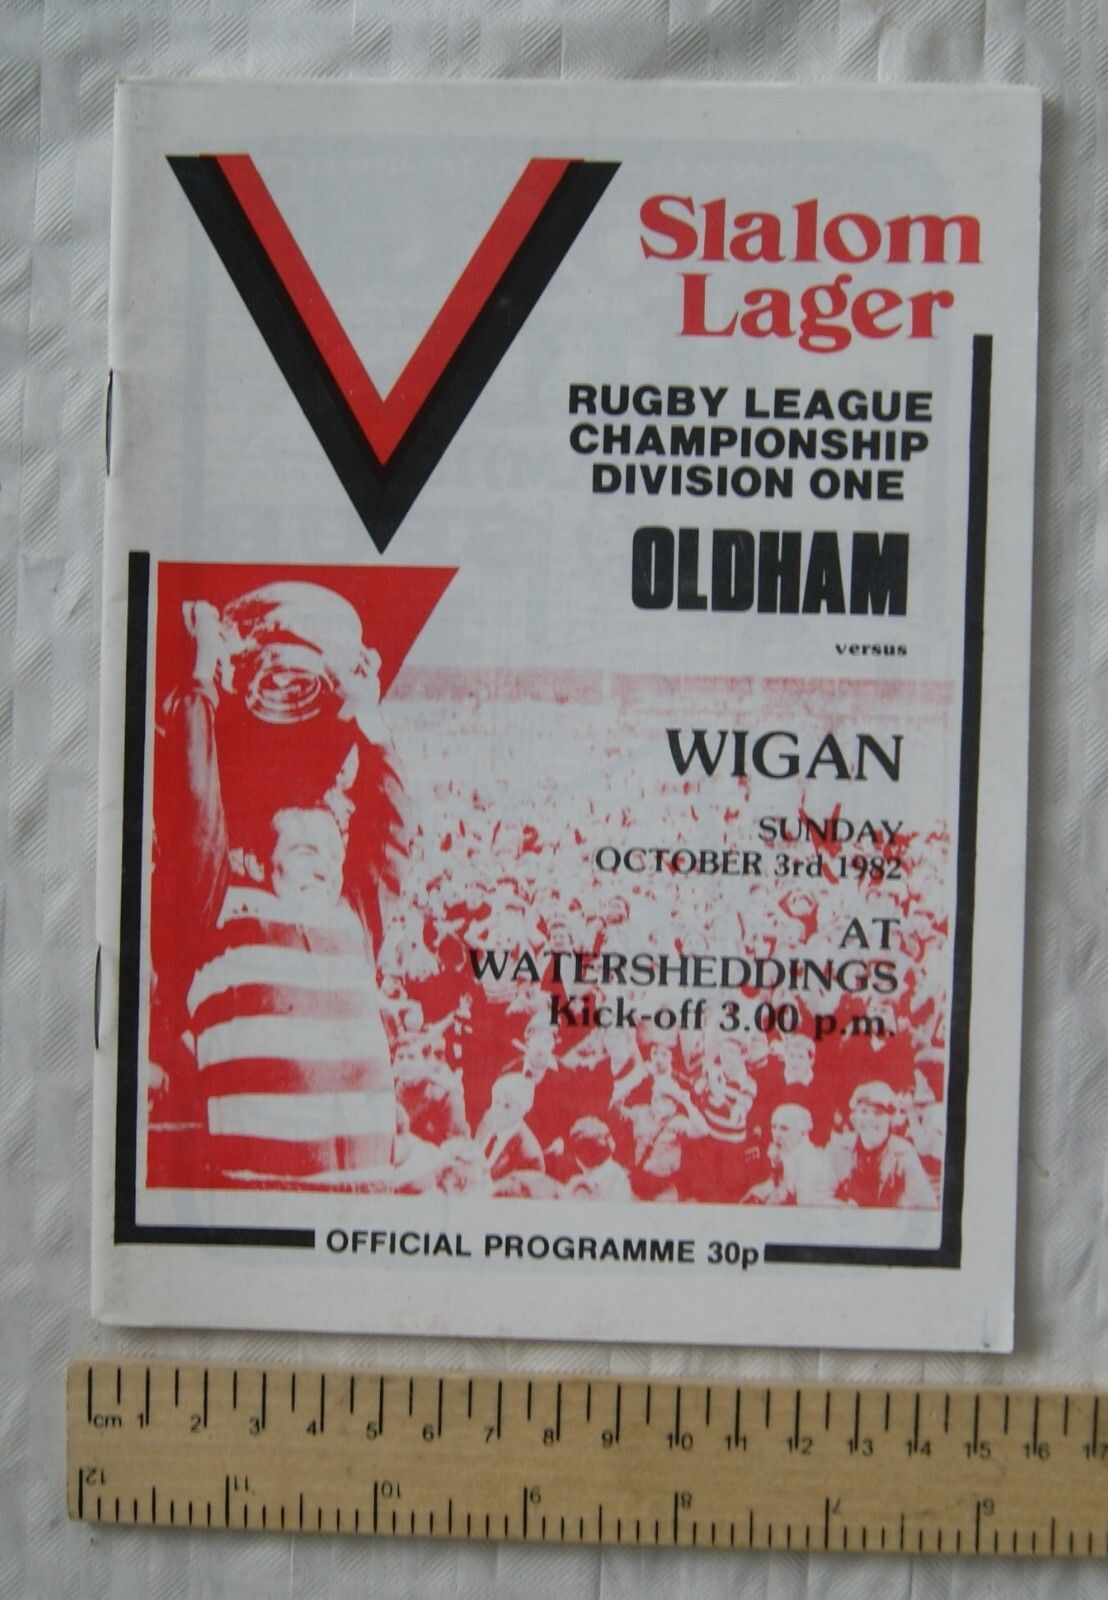 Slalom
Lager
RUGBY LEAGUE
CHAMPIONSHIP
DIVISION ONE
OLDHAM
versus
WIGAN
SUNDAY
OCTOBER 3rd 1982
AT
WATERSHEDDINGS
Kick-off 3.00 p.m.
OFFICIAL PROGRAMME 30p
cm 1 2 3 4 5 6 7 8 9 10 11 12 13 14 15 16 17
12 11 10 9 8 7 6